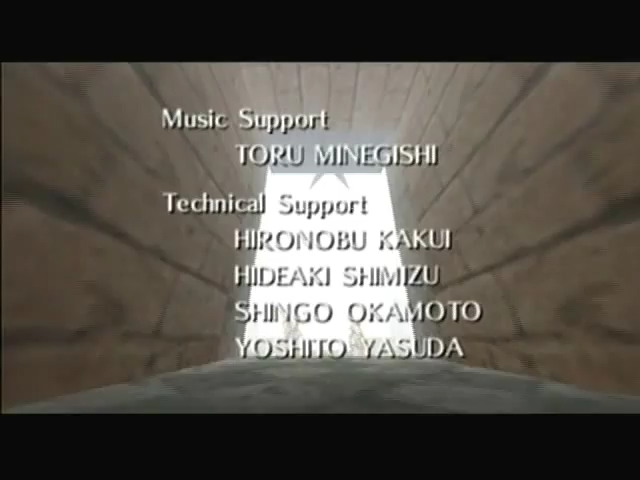 Music Support
TORU MINEGISHI
Technical Support
HIRONOBU KAKUI
HIDEAKI SHIMIZU
SHINGO OKAMOTO
YOSHITO YASUDA